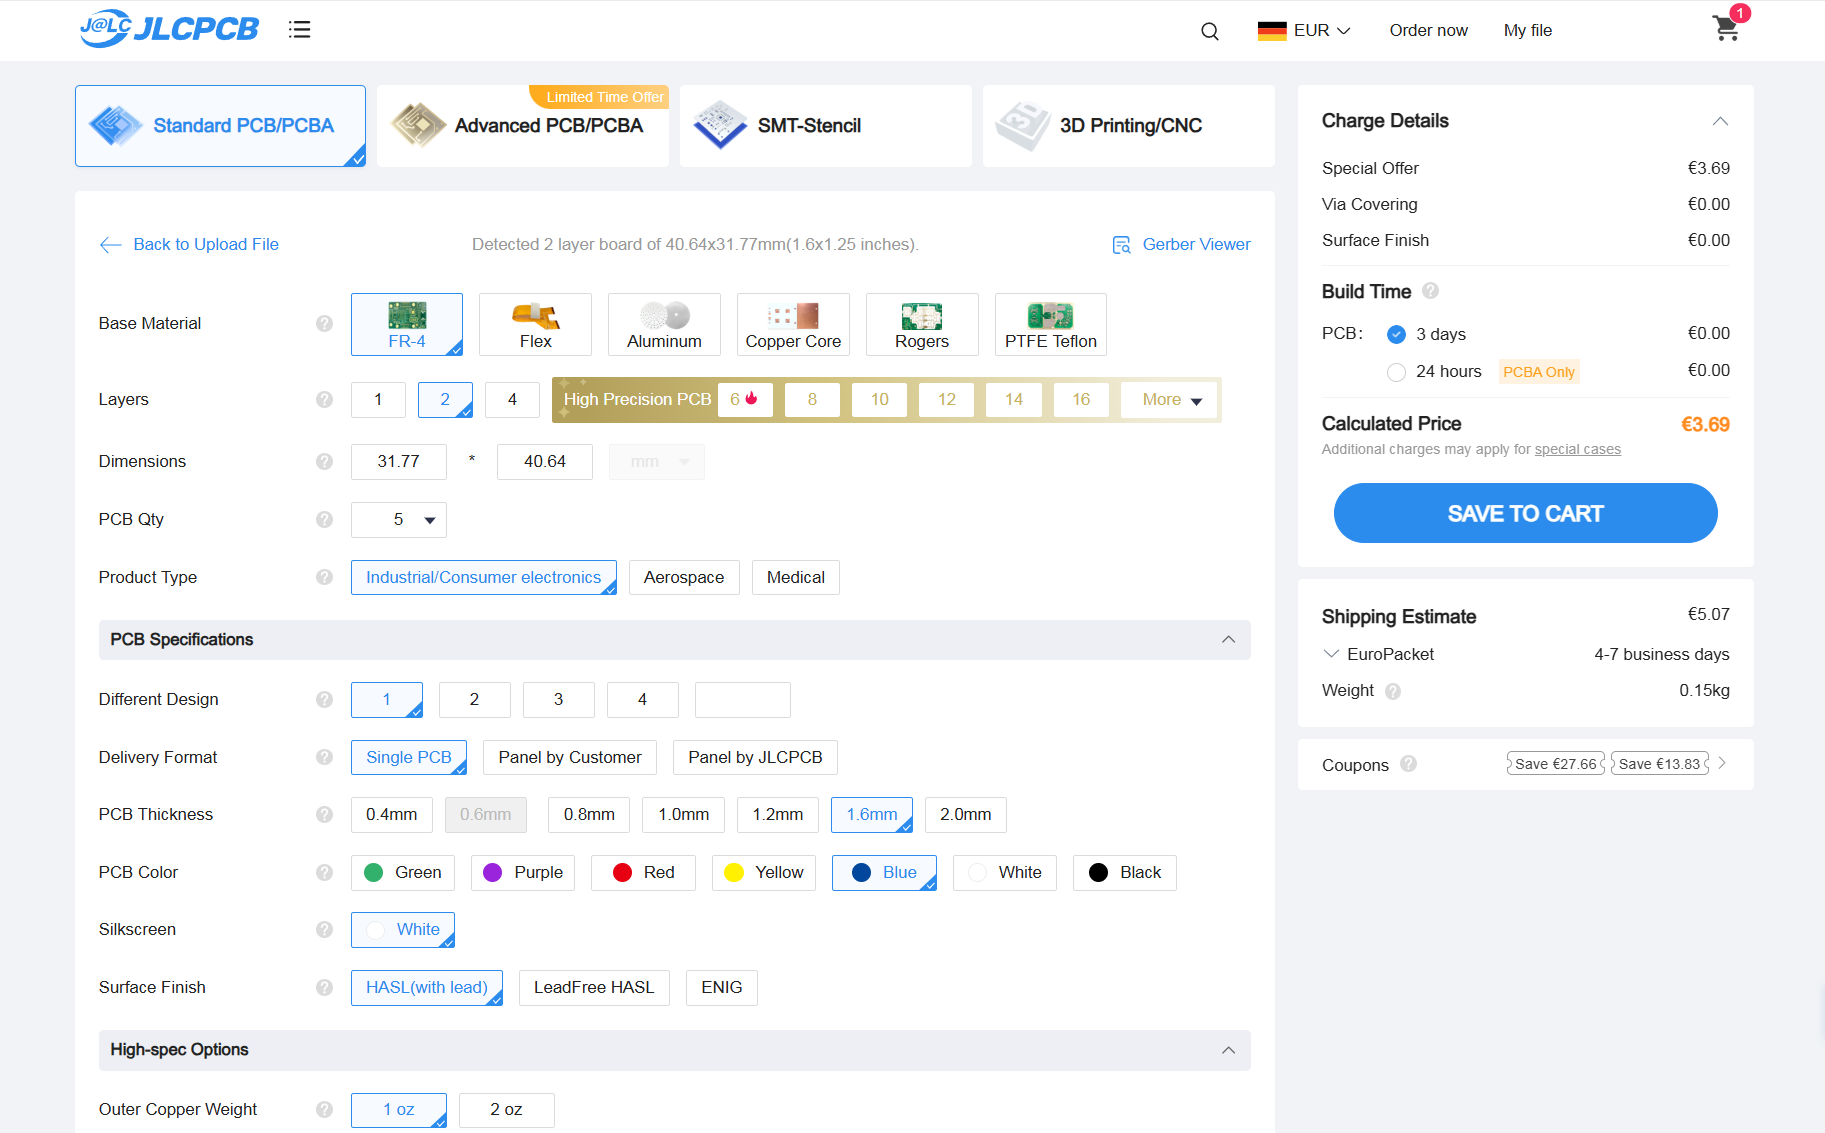 J@LC JLCPCB
EUR
Order now
My file
1
Standard PCB/PCBA
Limited Time Offer
Advanced PCB/PCBA
SMT-Stencil
3D Printing/CNC
Back to Upload File
Detected 2 layer board of 40.64x31.77mm(1.6x1.25 inches).
Gerber Viewer
Base Material ? FR-4 Flex Aluminum Copper Core Rogers PTFE Teflon
Layers ? 1 2 4 High Precision PCB 6 8 10 12 14 16 More
Dimensions ? 31.77 * 40.64 mm
PCB Qty ? 5
Product Type ? Industrial/Consumer electronics Aerospace Medical
PCB Specifications
Different Design ? 1 2 3 4
Delivery Format ? Single PCB Panel by Customer Panel by JLCPCB
PCB Thickness ? 0.4mm 0.6mm 0.8mm 1.0mm 1.2mm 1.6mm 2.0mm
PCB Color ? Green Purple Red Yellow Blue White Black
Silkscreen ? White
Surface Finish ? HASL(with lead) LeadFree HASL ENIG
High-spec Options
Outer Copper Weight ? 1 oz 2 oz
Charge Details
Special Offer €3.69
Via Covering €0.00
Surface Finish €0.00
Build Time ?
PCB: 3 days €0.00
24 hours PCBA Only €0.00
Calculated Price €3.69
Additional charges may apply for special cases
SAVE TO CART
Shipping Estimate €5.07
EuroPacket 4-7 business days
Weight ? 0.15kg
Coupons ? Save €27.66 Save €13.83